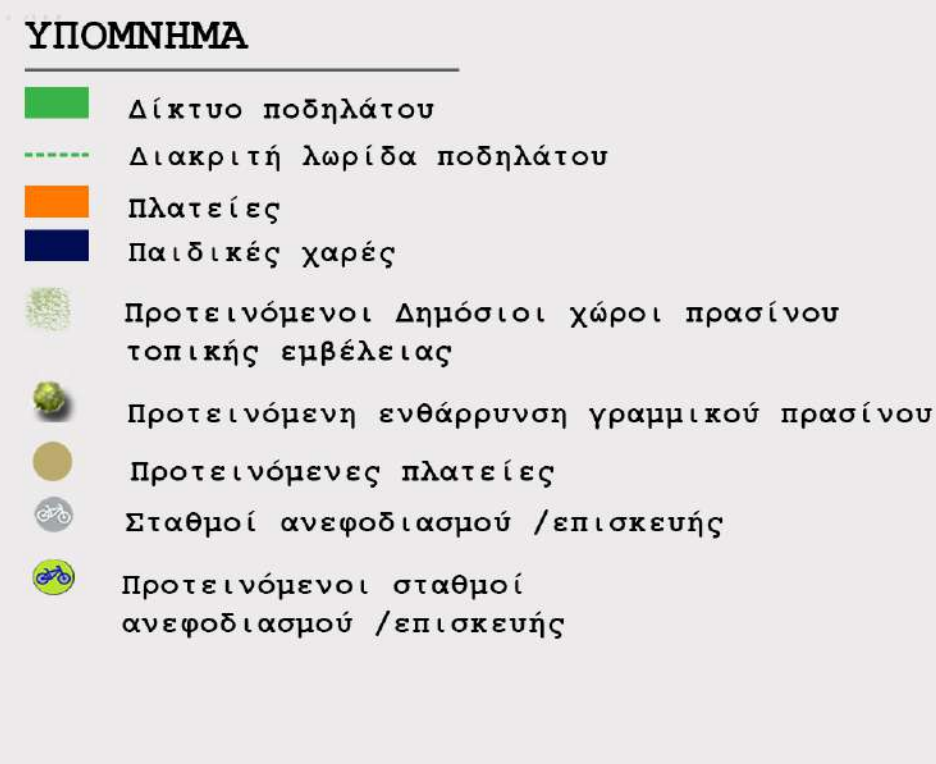 ΥΠΟΜΝΗΜΑ
Δίκτυο ποδηλάτου
Διακριτή λωρίδα ποδηλάτου
Πλατείες
Παιδικές χαρές
Προτεινόμενοι Δημόσιοι χώροι πρασίνου
τοπικής εμβέλειας
Προτεινόμενη ενθάρρυνση γραμμικού πρασίνου
Προτεινόμενες πλατείες
Σταθμοί ανεφοδιασμού /επισκευής
Προτεινόμενοι σταθμοί
ανεφοδιασμού /επισκευής